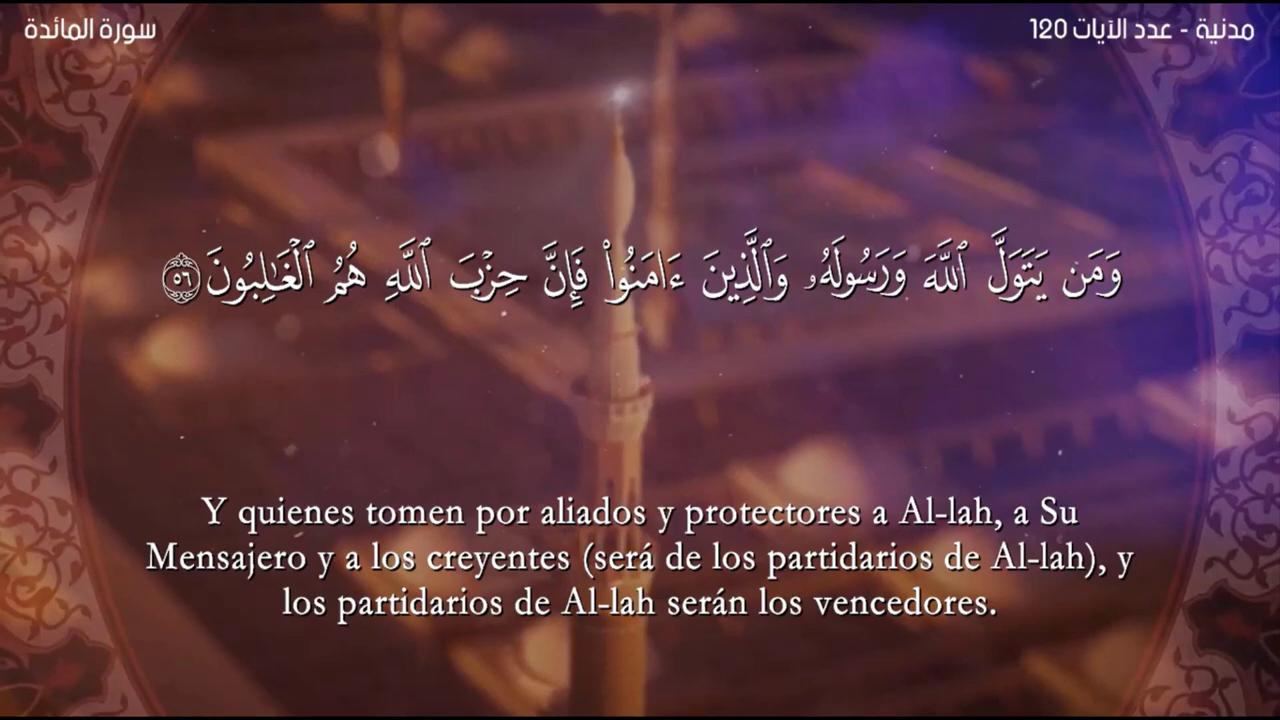 سورة المائدة
مدنية - عدد الآيات 120
وَمَن يَتَوَلَّ ٱللَّهَ وَرَسُولَهُۥ وَٱلَّذِينَ ءَامَنُوا۟ فَإِنَّ حِزْبَ ٱللَّهِ هُمُ ٱلْغَـٰلِبُونَ ٥٦
Y quienes tomen por aliados y protectores a Al-lah, a Su
Mensajero y a los creyentes (será de los partidarios de Al-lah), y
los partidarios de Al-lah serán los vencedores.